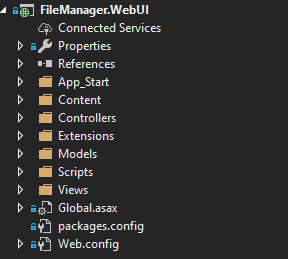 FileManager.WebUI
Connected Services
Properties
References
App_Start
Content
Controllers
Extensions
Models
Scripts
Views
Global.asax
packages.config
Web.config